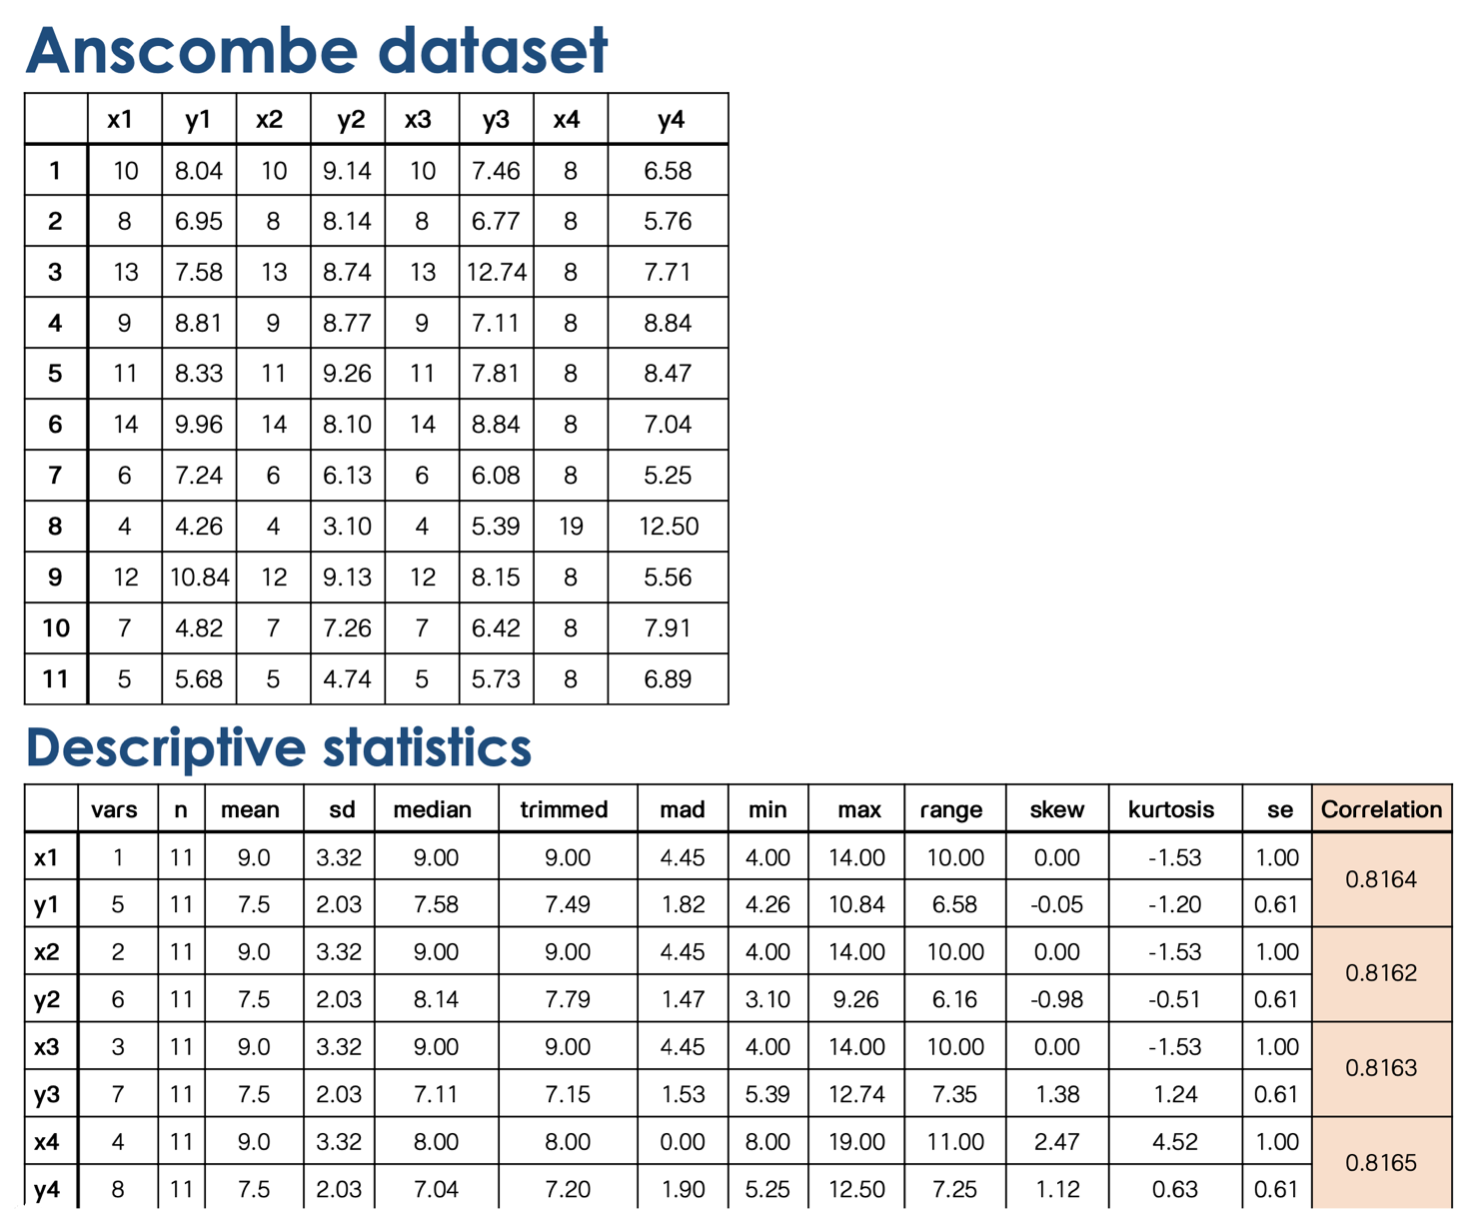 Anscombe dataset
x1 y1 x2 y2 x3 y3 x4 y4
1 10 8.04 10 9.14 10 7.46 8 6.58
2 8 6.95 8 8.14 8 6.77 8 5.76
3 13 7.58 13 8.74 13 12.74 8 7.71
4 9 8.81 9 8.77 9 7.11 8 8.84
5 11 8.33 11 9.26 11 7.81 8 8.47
6 14 9.96 14 8.10 14 8.84 8 7.04
7 6 7.24 6 6.13 6 6.08 8 5.25
8 4 4.26 4 3.10 4 5.39 19 12.50
9 12 10.84 12 9.13 12 8.15 8 5.56
10 7 4.82 7 7.26 7 6.42 8 7.91
11 5 5.68 5 4.74 5 5.73 8 6.89
Descriptive statistics
vars n mean sd median trimmed mad min max range skew kurtosis se Correlation
x1 1 11 9.0 3.32 9.00 9.00 4.45 4.00 14.00 10.00 0.00 -1.53 1.00
0.8164
y1 5 11 7.5 2.03 7.58 7.49 1.82 4.26 10.84 6.58 -0.05 -1.20 0.61
x2 2 11 9.0 3.32 9.00 9.00 4.45 4.00 14.00 10.00 0.00 -1.53 1.00
0.8162
y2 6 11 7.5 2.03 8.14 7.79 1.47 3.10 9.26 6.16 -0.98 -0.51 0.61
x3 3 11 9.0 3.32 9.00 9.00 4.45 4.00 14.00 10.00 0.00 -1.53 1.00
0.8163
y3 7 11 7.5 2.03 7.11 7.15 1.53 5.39 12.74 7.35 1.38 1.24 0.61
x4 4 11 9.0 3.32 8.00 8.00 0.00 8.00 19.00 11.00 2.47 4.52 1.00
0.8165
y4 8 11 7.5 2.03 7.04 7.20 1.90 5.25 12.50 7.25 1.12 0.63 0.61